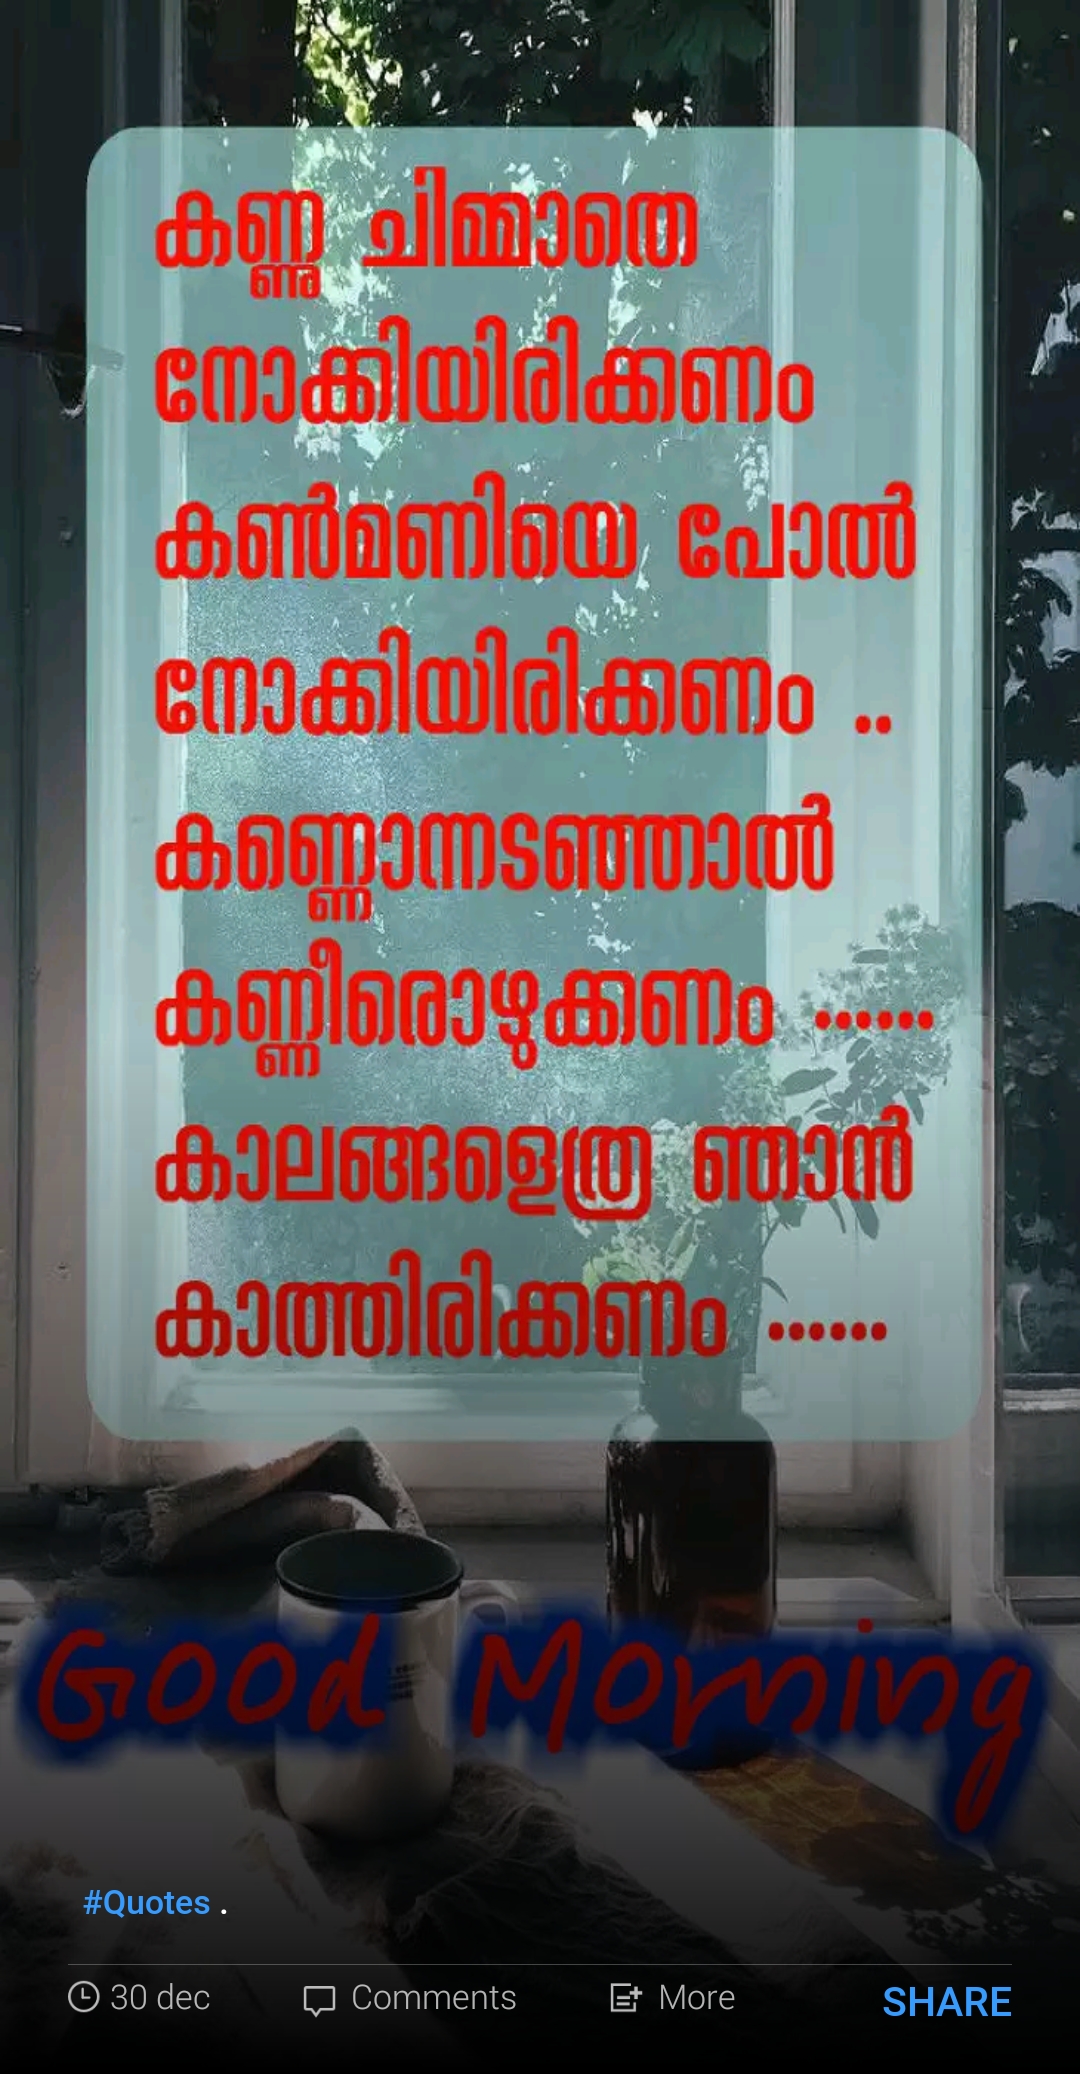 കണ്ണു ചിമ്മാതെ
നോക്കിയിരിക്കണം
കൺമണിയെ പോൽ
നോക്കിയിരിക്കണം ..
കണ്ണൊന്നടഞ്ഞാൽ
കണ്ണീരൊഴുക്കണം ......
കാലങ്ങളെത്ര ഞാൻ
കാത്തിരിക്കണം ......
Good Morning
#Quotes .
30 dec Comments More SHARE